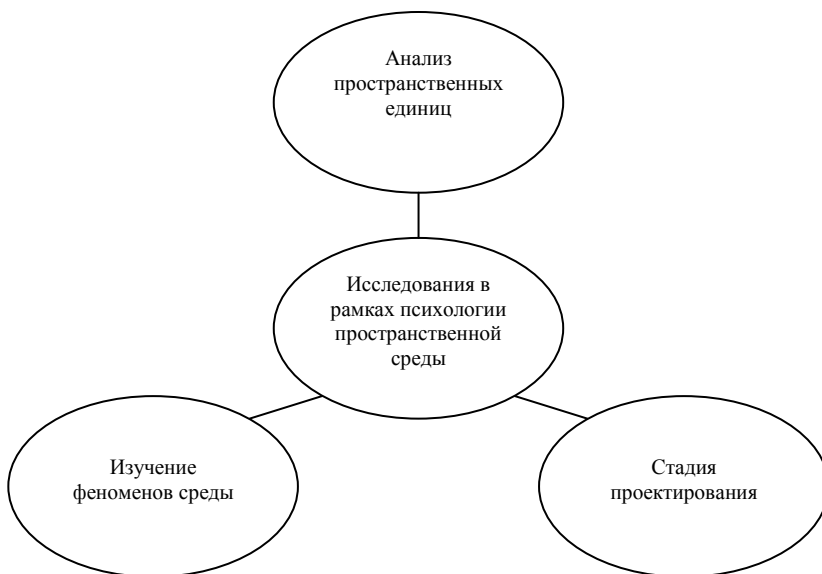 Анализ
пространственных
единиц
Исследования в
рамках психологии
пространственной
среды
Изучение
феноменов среды
Стадия
проектирования